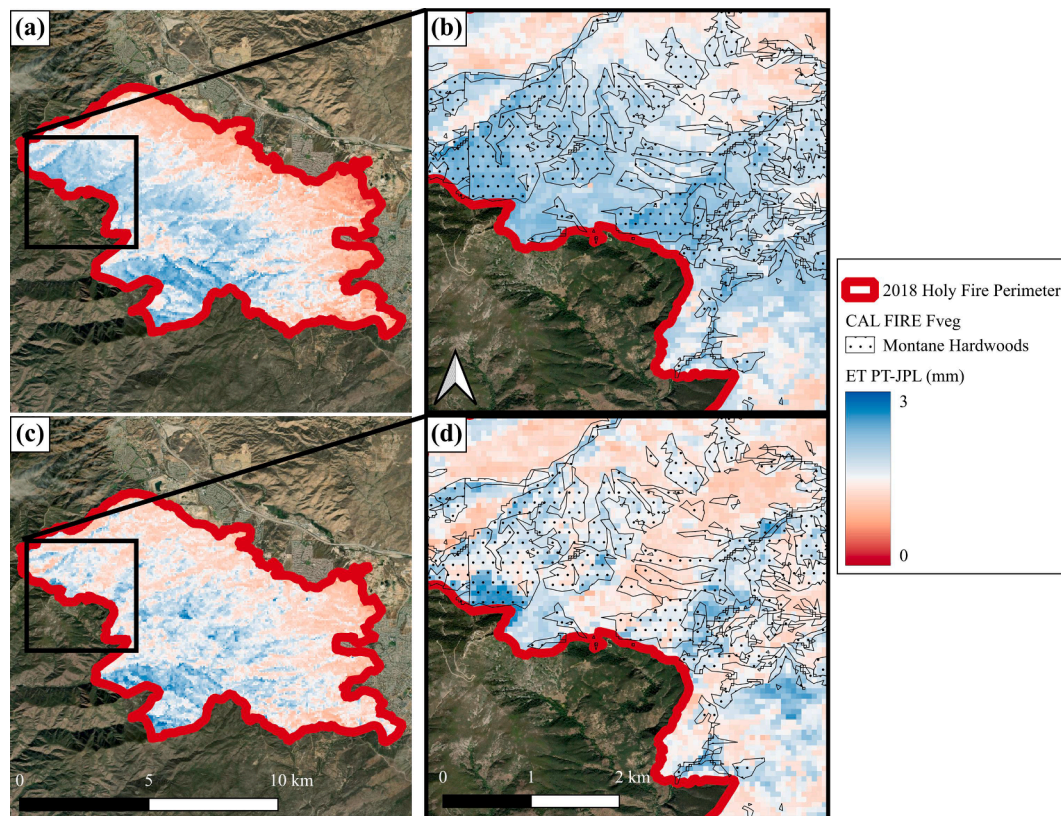 (a)
(b)
2018 Holy Fire Perimeter
CAL FIRE Fveg
Montane Hardwoods
ET PT-JPL (mm)
3
0
(c)
(d)
0 5 10 km
0 1 2 km